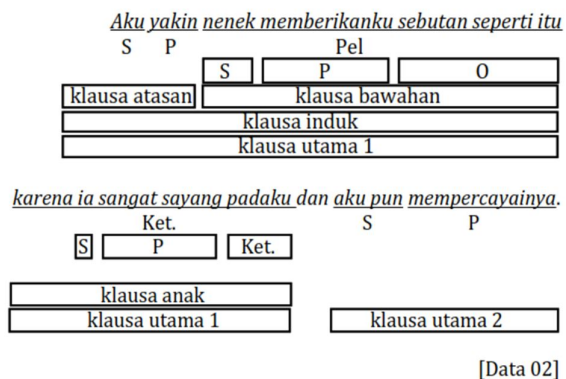 Aku yakin nenek memberikanku sebutan seperti itu
S P Pel
S P O
klausa atasan klausa bawahan
klausa induk
klausa utama 1
karena ia sangat sayang padaku dan aku pun mempercayainya.
Ket. S P
S P Ket.
klausa anak
klausa utama 1 klausa utama 2
[Data 02]